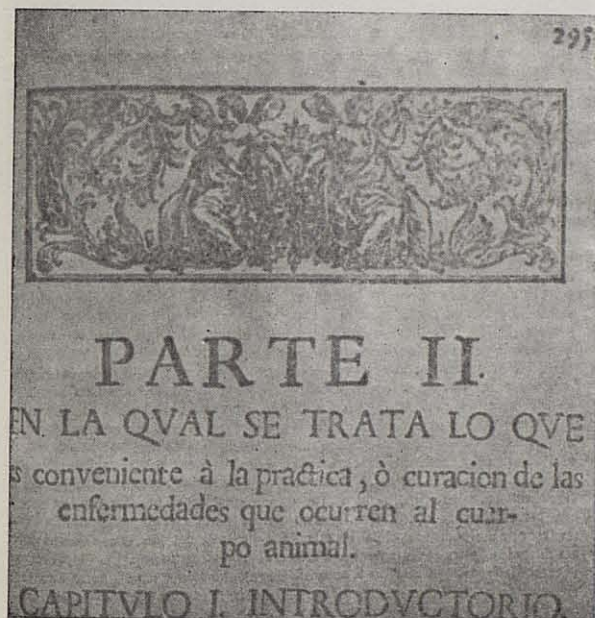 295
PARTE II.
EN LA QVAL SE TRATA LO QVE
es conveniente à la practica, ò curacion de las
enfermedades que ocurren al cuer-
po animal.
CAPITVLO I. INTRODVCTORIO.